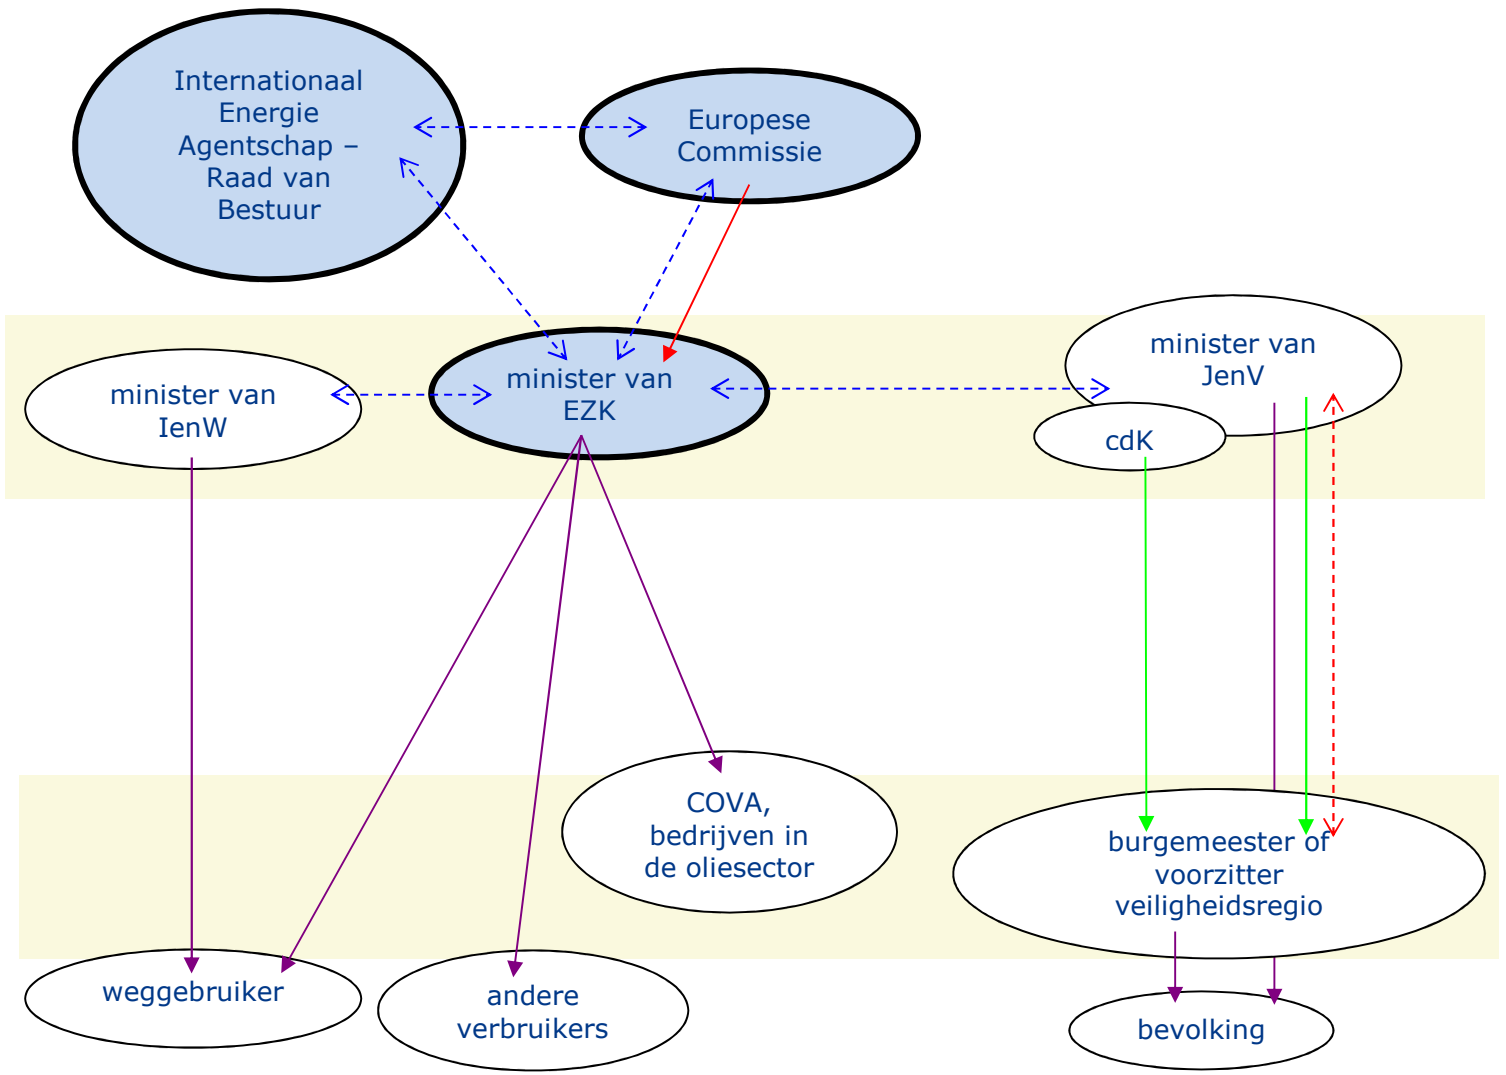 Internationaal
Energie
Agentschap –
Raad van
Bestuur
Europese
Commissie
minister van
IenW
minister van
EZK
minister van
JenV
cdK
COVA,
bedrijven in
de oliesector
burgemeester of
voorzitter
veiligheidsregio
weggebruiker
andere
verbruikers
bevolking